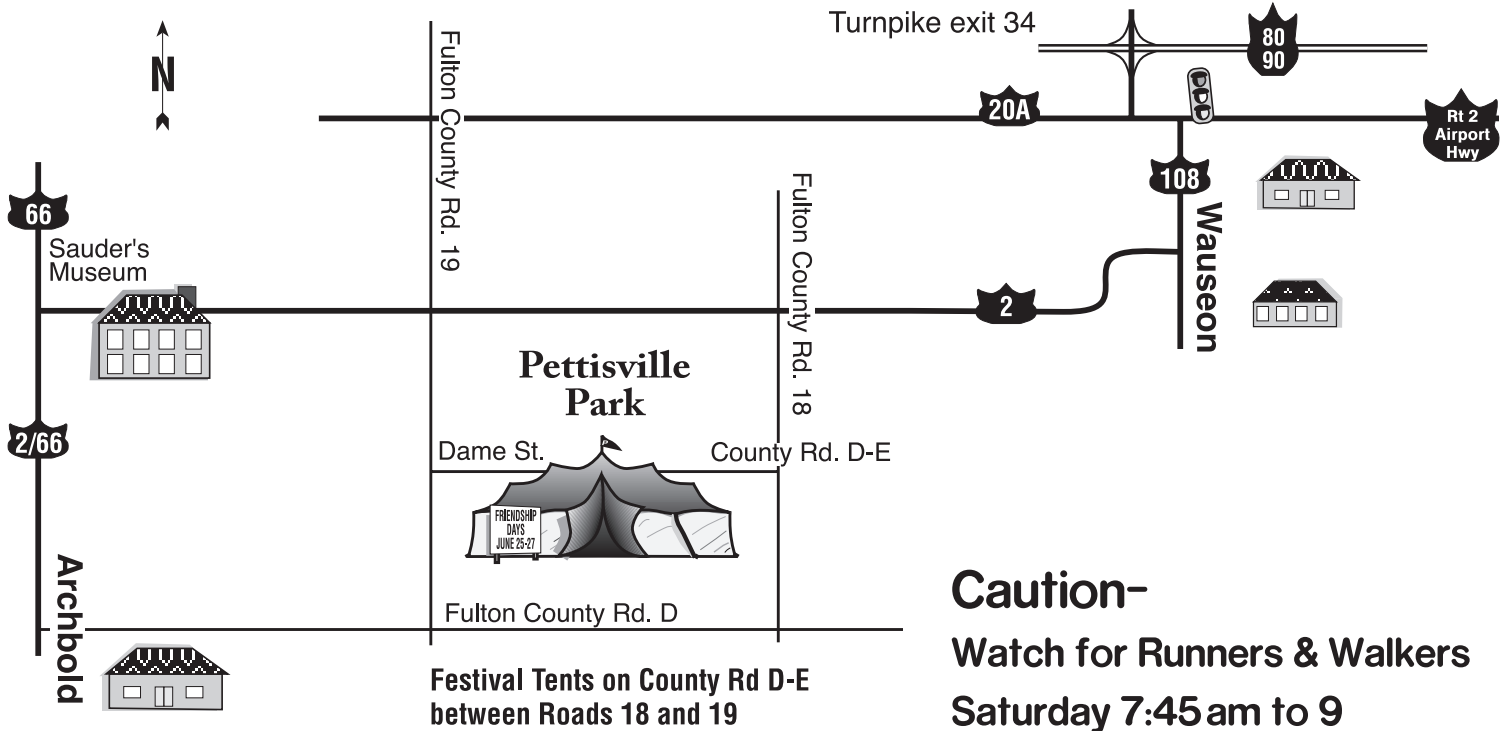 Turnpike exit 34
80
90
N
Fulton County Rd. 19
20A
Rt 2
Airport
Hwy
66
108
Fulton County Rd. 18
Wauseon
Sauder's
Museum
2
Pettisville
Park
2/66
Dame St.
County Rd. D-E
FRIENDSHIP
DAYS
JUNE 25-27
Archbold
Fulton County Rd. D
Festival Tents on County Rd D-E
between Roads 18 and 19
Caution-
Watch for Runners & Walkers
Saturday 7:45am to 9